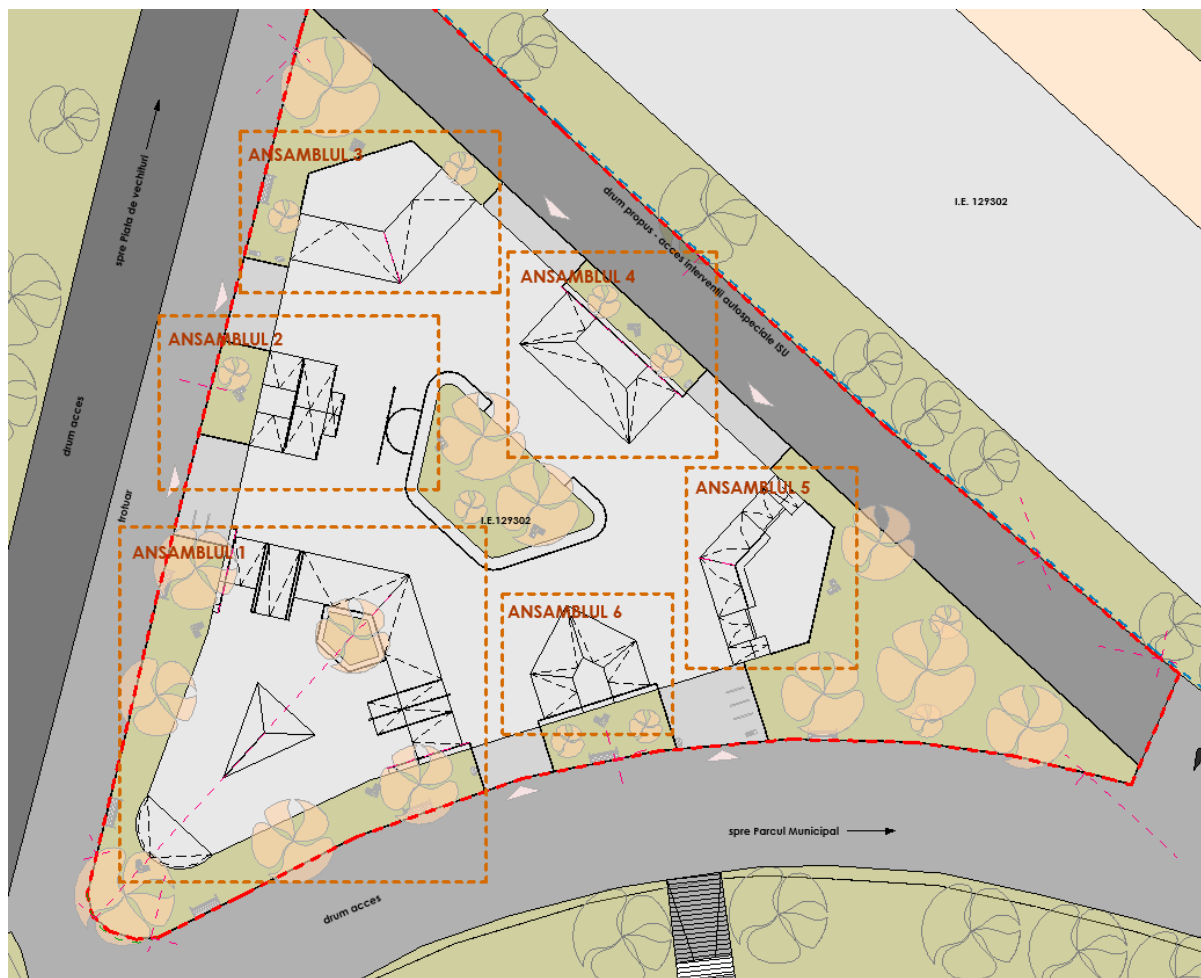 ANSAMBLUL 3
spre Piata de vechituri
I.E. 129302
drum propus - acces interventii autospeciale ISU
ANSAMBLUL 4
ANSAMBLUL 2
drum acces
trotuar
ANSAMBLUL 5
I.E.129302
ANSAMBLUL 1
ANSAMBLUL 6
spre Parcul Municipal
drum acces